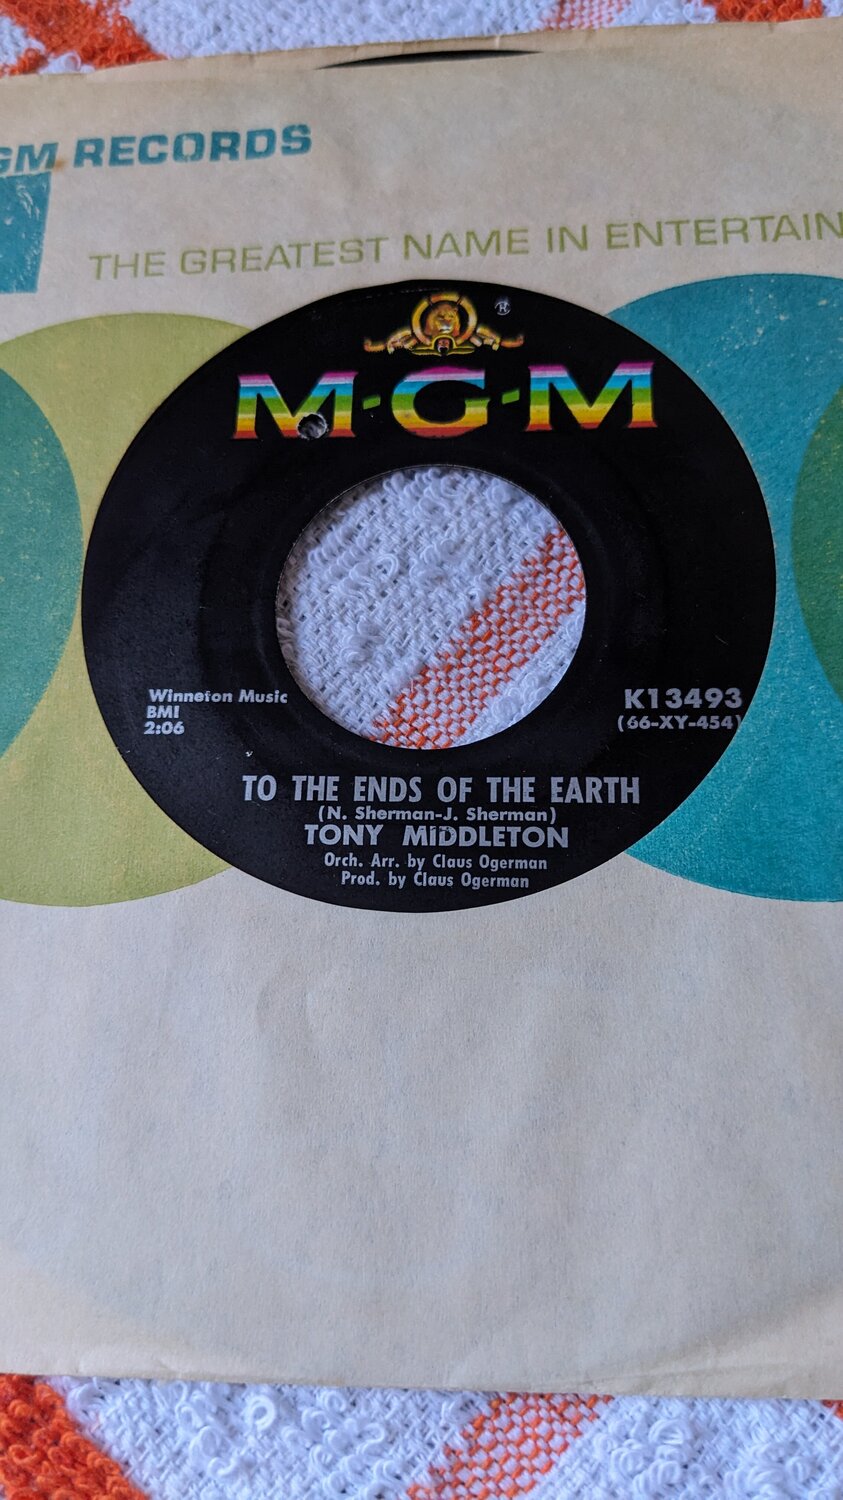 GM RECORDS
THE GREATEST NAME IN ENTERTAIN
®
M·G·M
Winneton Music
BMI
2:06
K13493
(66-XY-454)
TO THE ENDS OF THE EARTH
(N. Sherman-J. Sherman)
TONY MIDDLETON
Orch. Arr. by Claus Ogerman
Prod. by Claus Ogerman